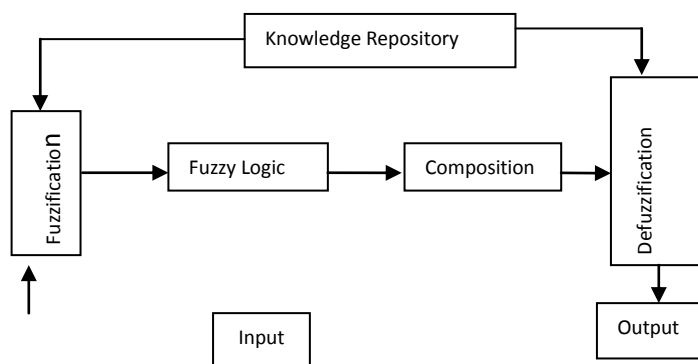 Knowledge Repository
Fuzzification
Fuzzy Logic
Composition
Defuzzification
Input
Output